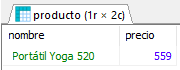 producto (1r × 2c)
nombre precio
Portátil Yoga 520 559